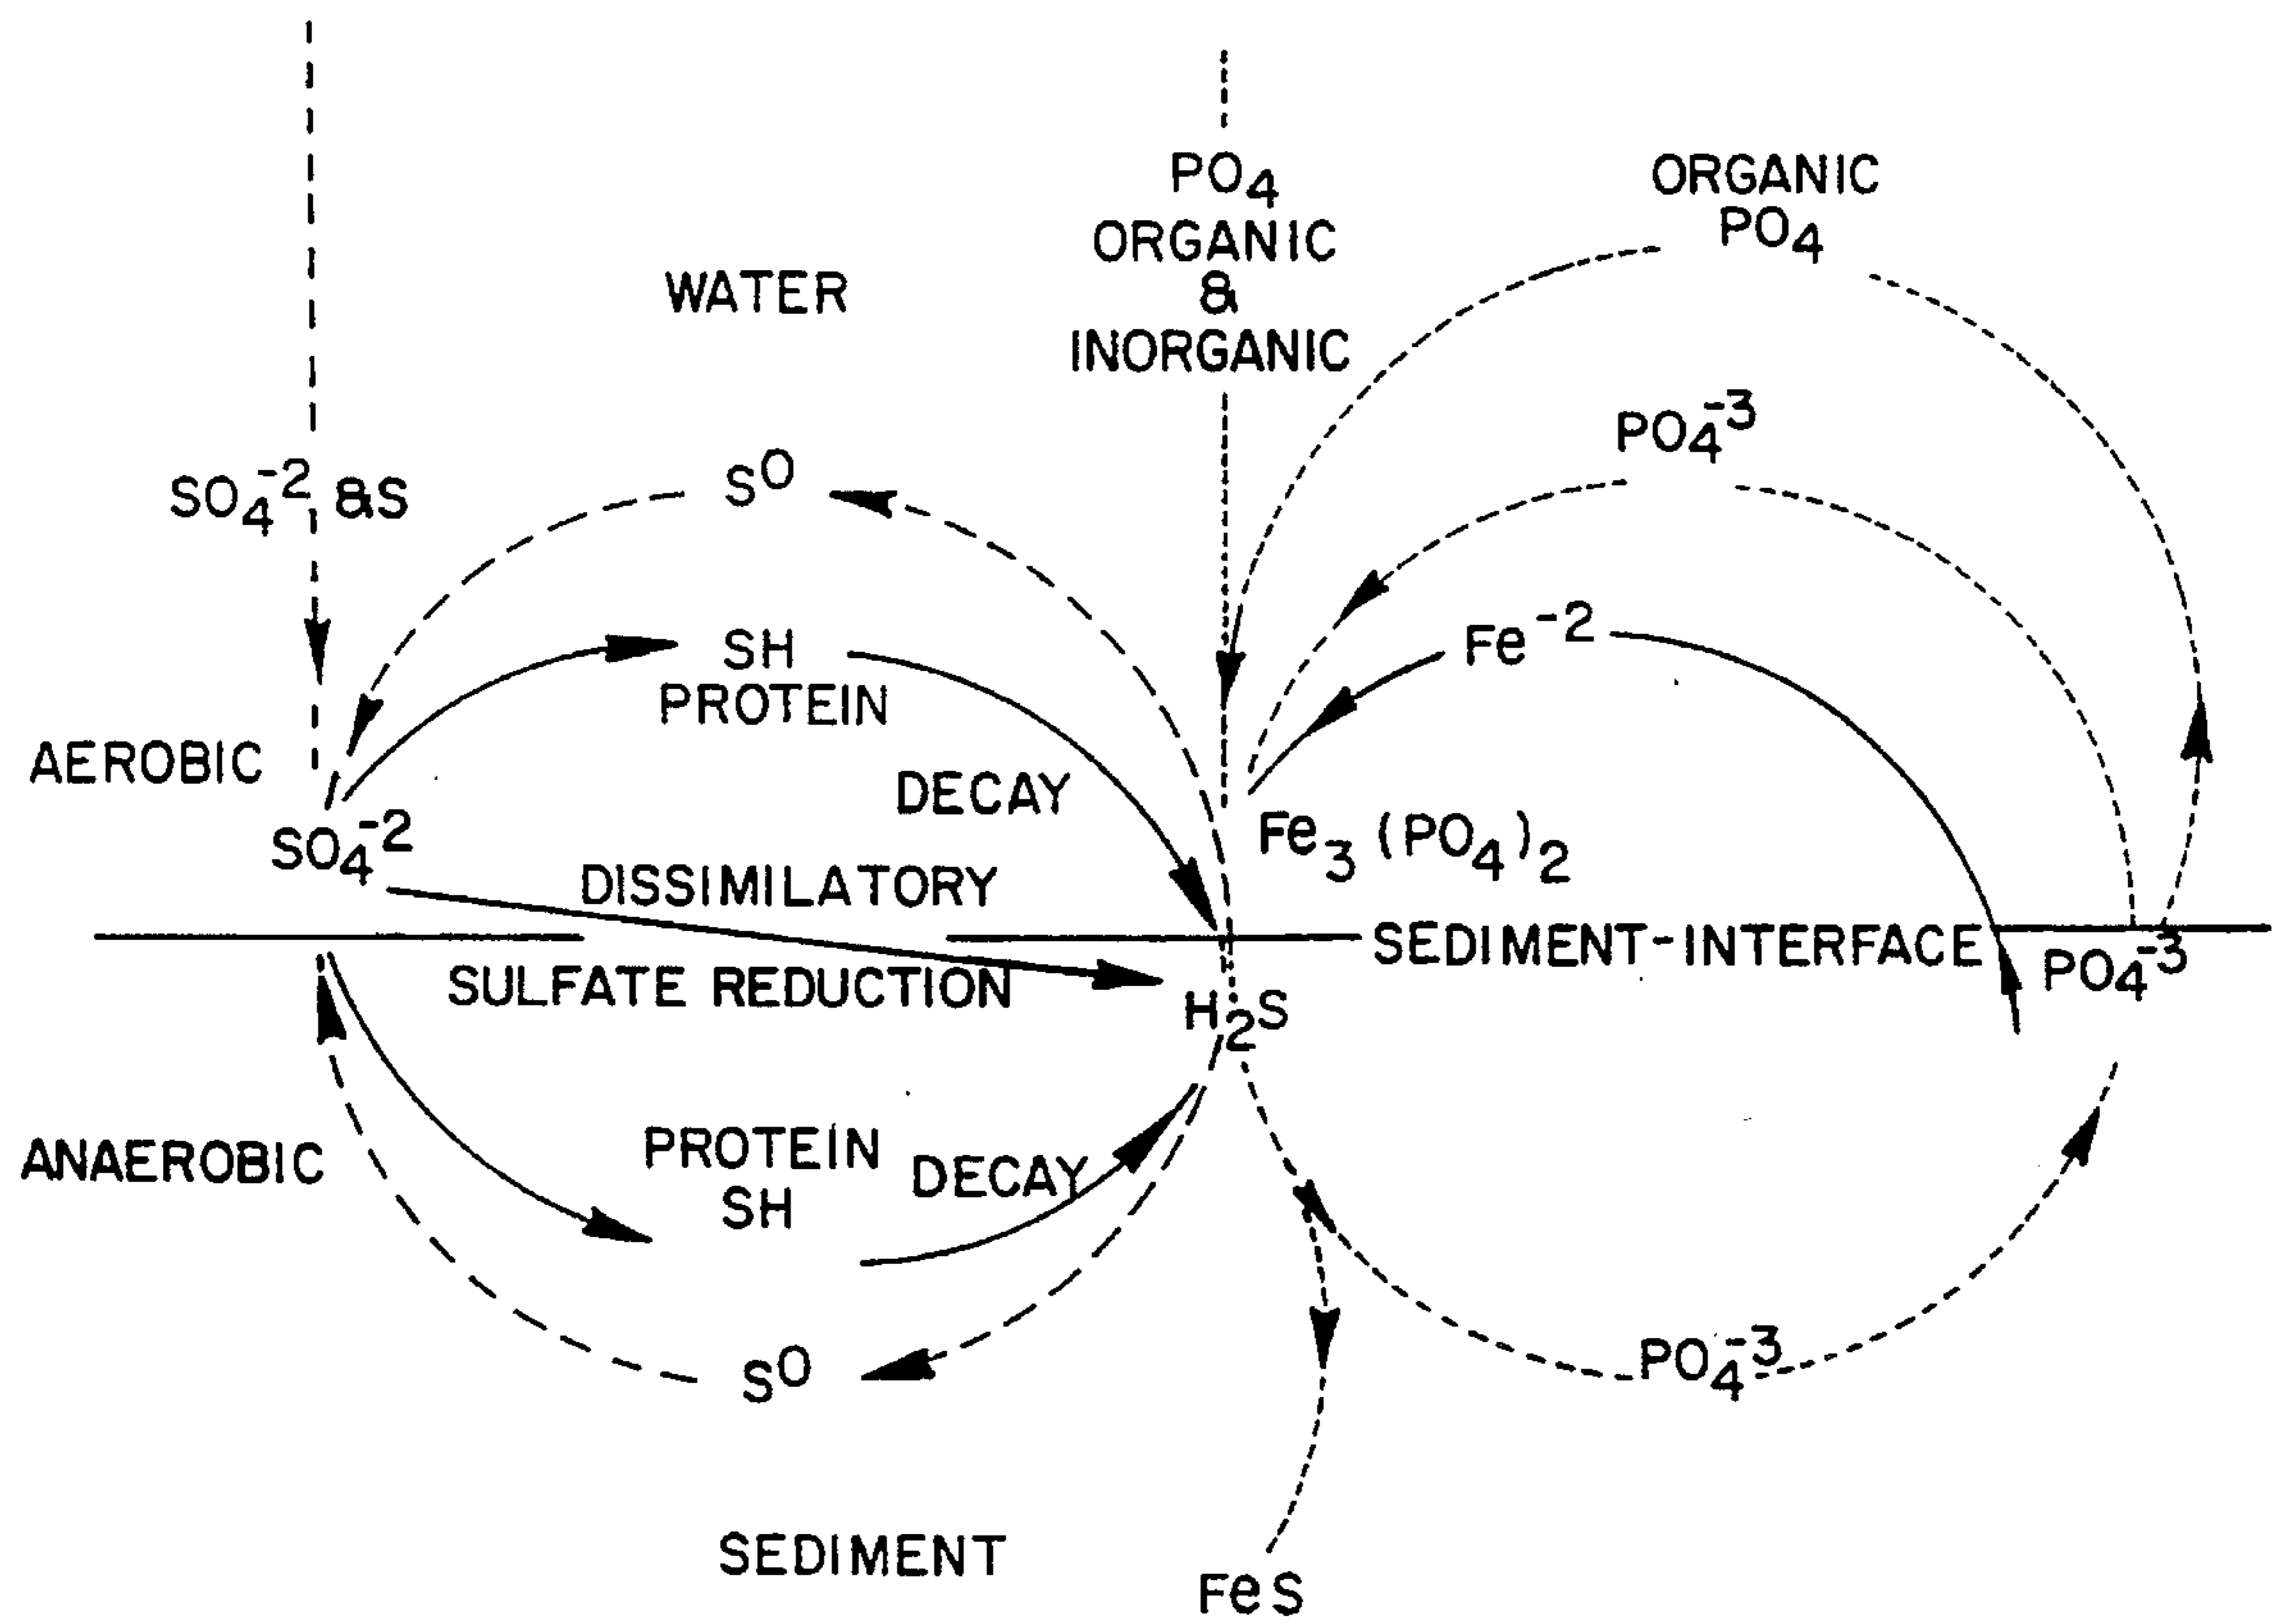 PO₄
ORGANIC
&
INORGANIC
ORGANIC
PO₄
WATER
PO₄⁻³
SO₄⁻² &S
S⁰
SH
PROTEIN
Fe⁻²
AEROBIC
DECAY
SO₄⁻²
Fe₃(PO₄)₂
DISSIMILATORY
SEDIMENT-INTERFACE
PO₄⁻³
SULFATE REDUCTION
H₂S
ANAEROBIC
PROTEIN
SH
DECAY
S⁰
PO₄⁻³
SEDIMENT
FeS